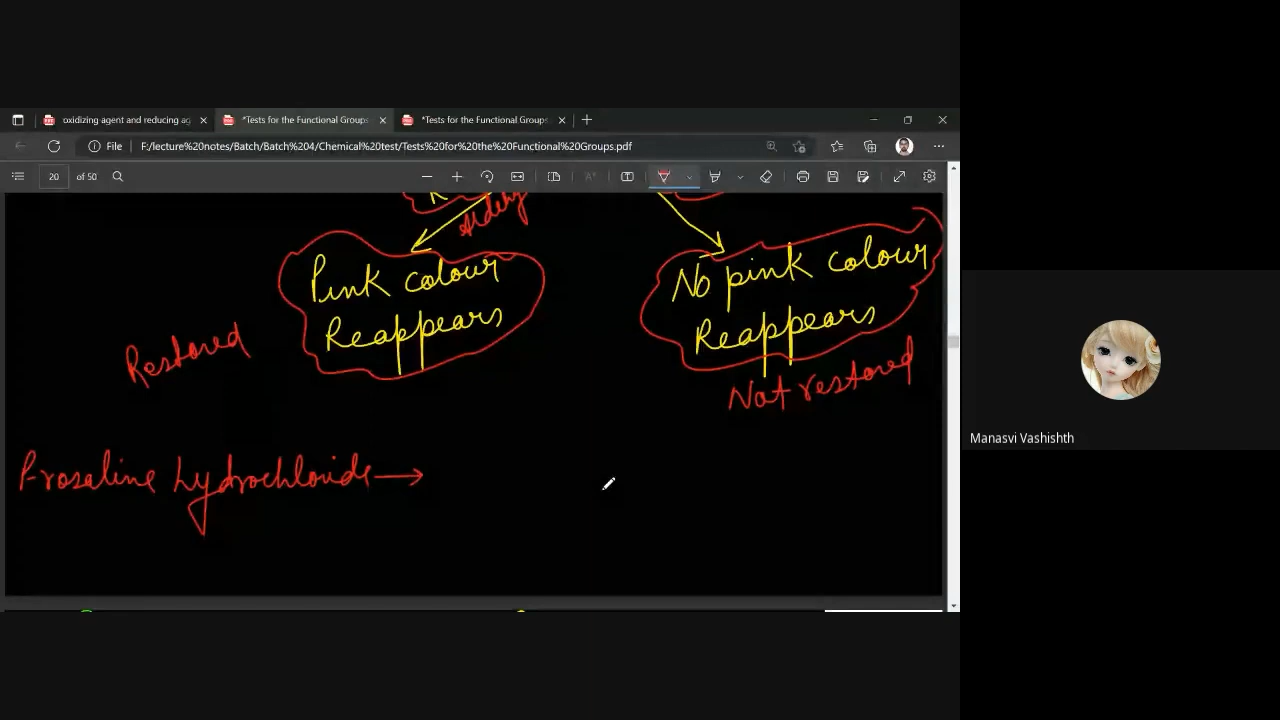 oxidizing agent and reducing ag
*Tests for the Functional Groups
*Tests for the Functional Groups
File
F:/lecture%20notes/Batch/Batch%204/Chemical%20test/Tests%20for%20the%20Functional%20Groups.pdf
20 of 50
Aldehy
Pink colour
Reappears
No pink colour
Reappears
Restored
Not restored
P-rosaline hydrochloride →
Manasvi Vashishth